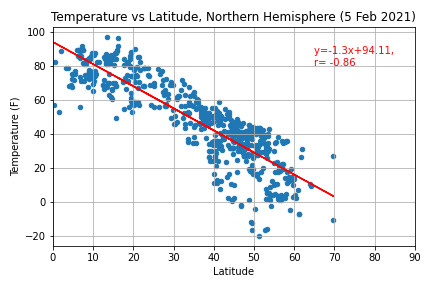 Temperature vs Latitude, Northern Hemisphere (5 Feb 2021)
y=-1.3x+94.11,
r= -0.86
Temperature (F)
100
80
60
40
20
0
−20
0 10 20 30 40 50 60 70 80 90
Latitude